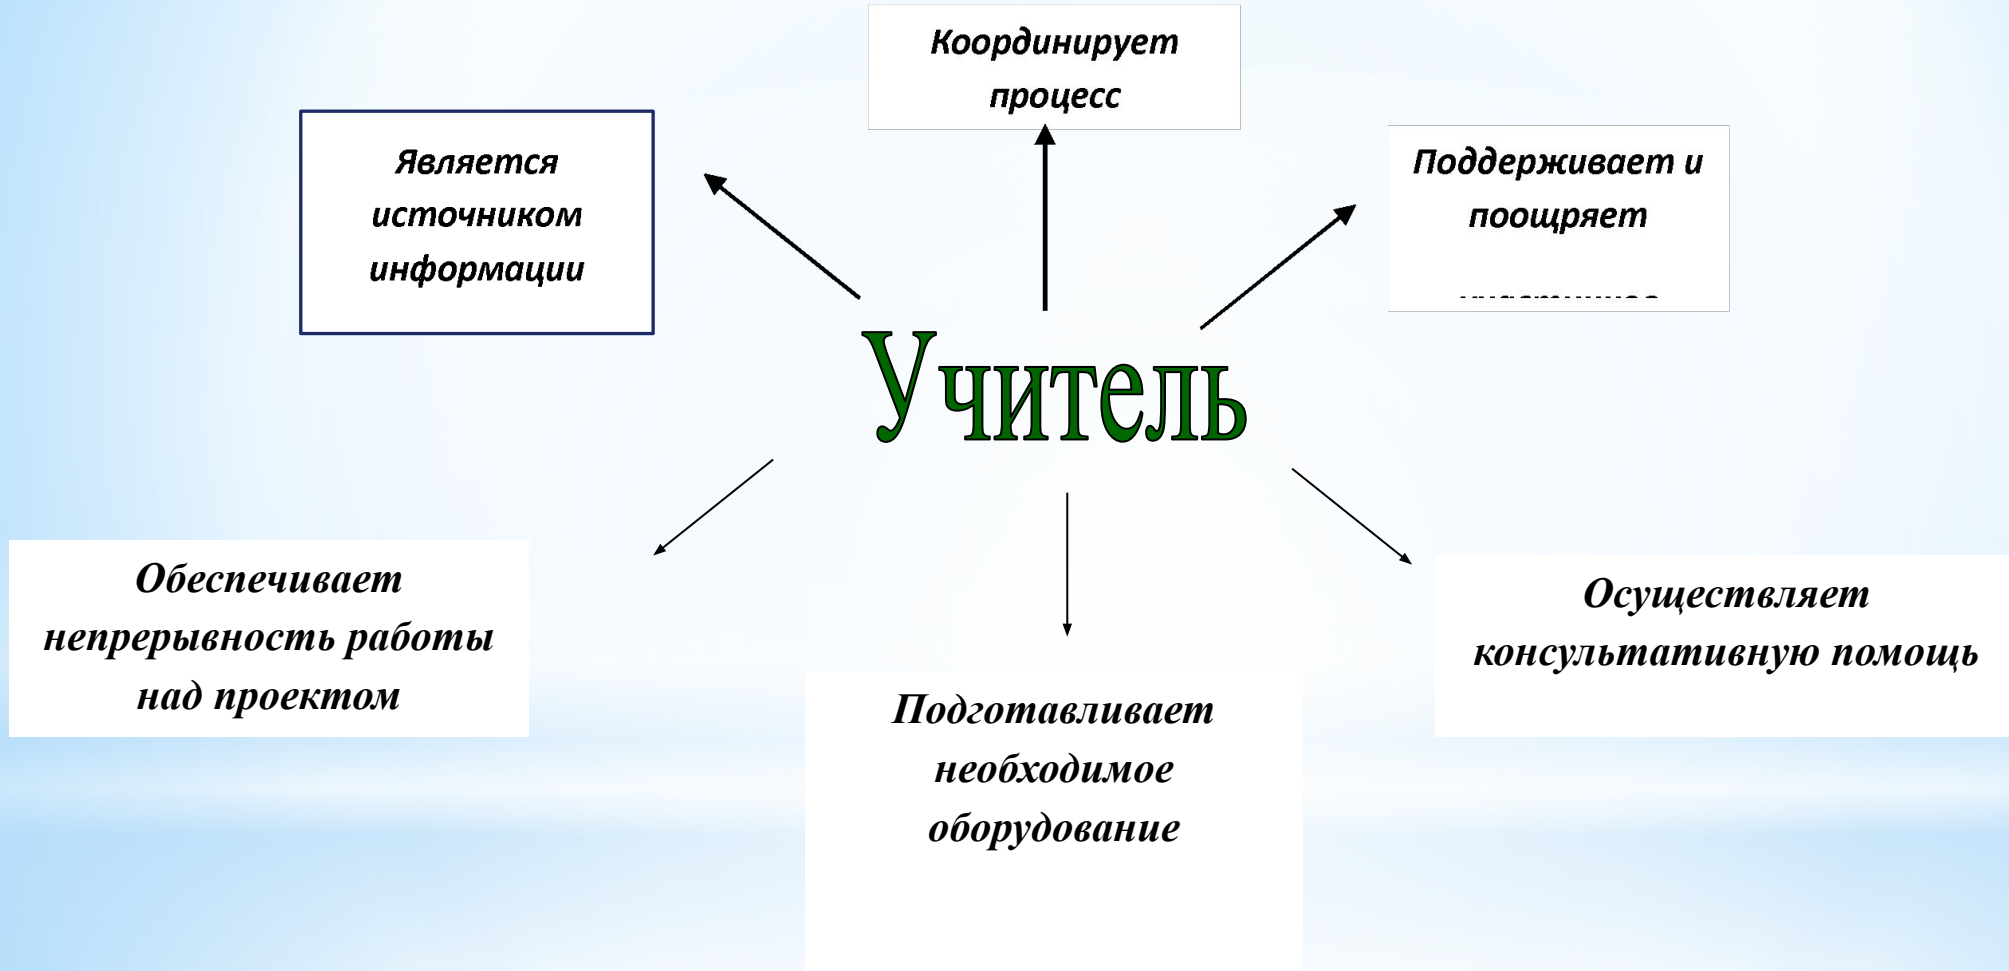 Координирует
процесс
Является
источником
информации
Поддерживает и
поощряет
Учитель
Обеспечивает
непрерывность работы
над проектом
Подготавливает
необходимое
оборудование
Осуществляет
консультативную помощь